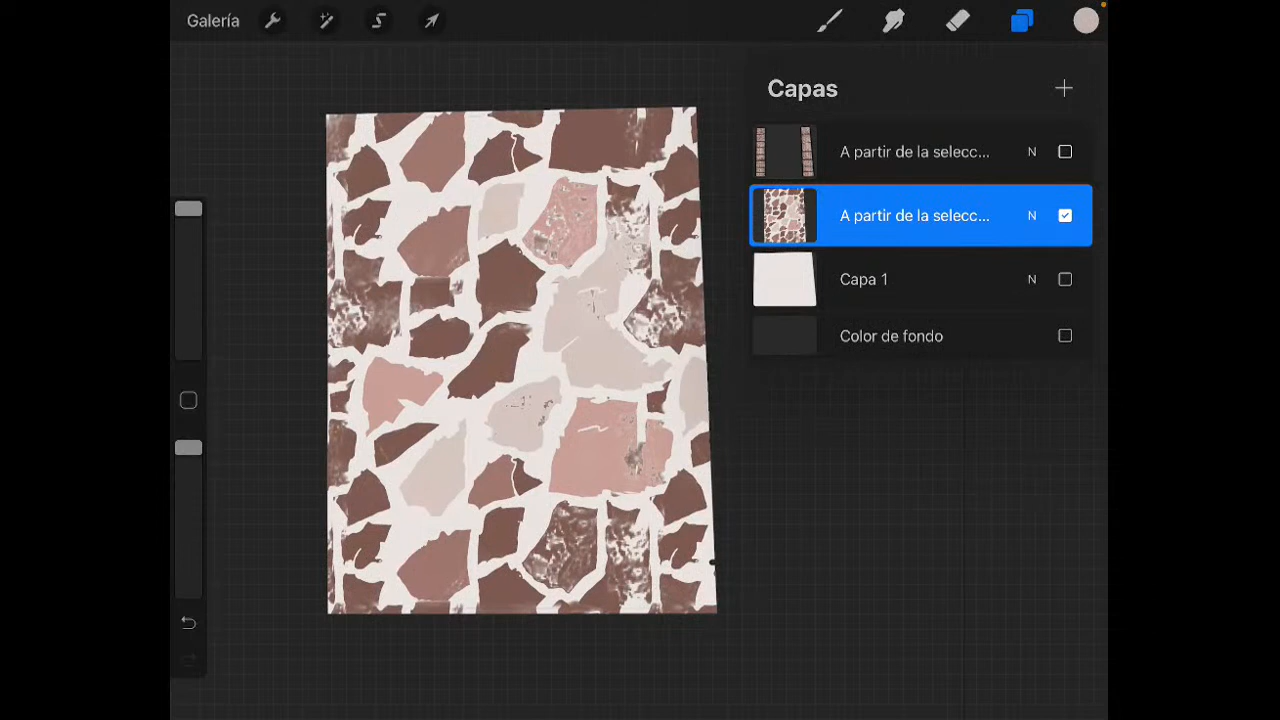 Galería
Capas
A partir de la selecc... N
A partir de la selecc... N
Capa 1 N
Color de fondo